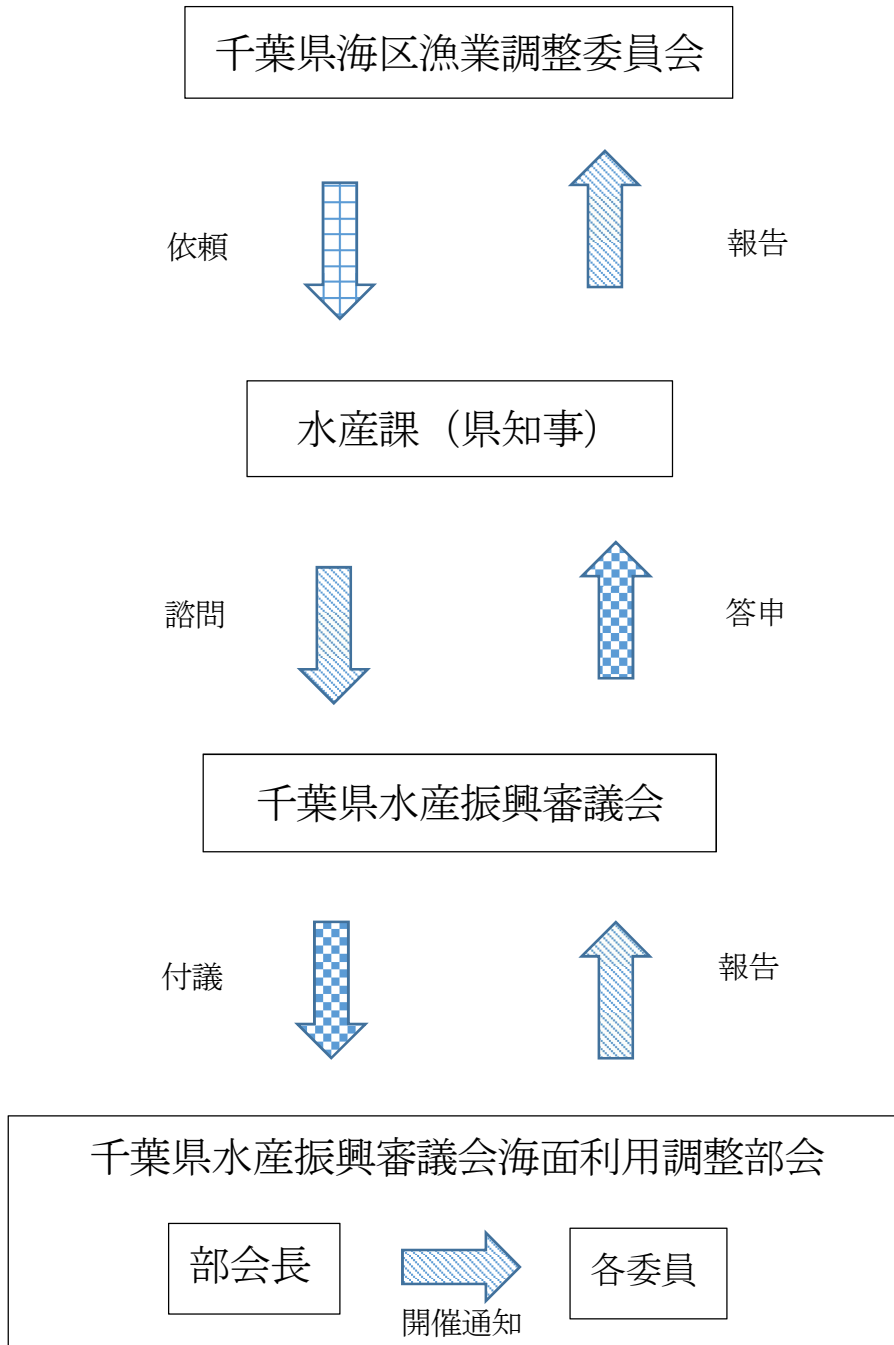 千葉県海区漁業調整委員会
依頼
報告
水産課（県知事）
諮問
答申
千葉県水産振興審議会
付議
報告
千葉県水産振興審議会海面利用調整部会
部会長
各委員
開催通知